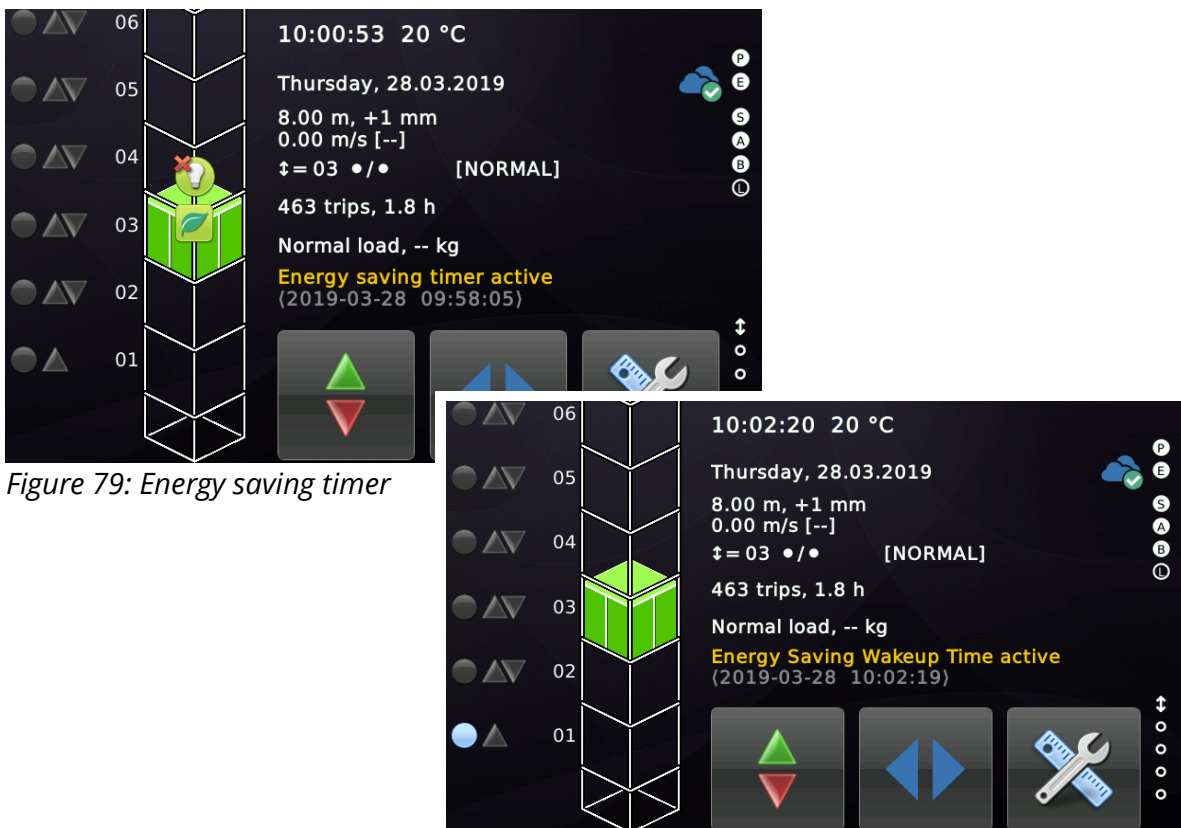 06
05
04
03
02
01
10:00:53 20 °C
Thursday, 28.03.2019
8.00 m, +1 mm
0.00 m/s [--]
↕= 03 •/• [NORMAL]
463 trips, 1.8 h
Normal load, -- kg
Energy saving timer active
(2019-03-28 09:58:05)
P
E
S
A
B
L
Figure 79: Energy saving timer
06
05
04
03
02
01
10:02:20 20 °C
Thursday, 28.03.2019
8.00 m, +1 mm
0.00 m/s [--]
↕= 03 •/• [NORMAL]
463 trips, 1.8 h
Normal load, -- kg
Energy Saving Wakeup Time active
(2019-03-28 10:02:19)
P
E
S
A
B
L